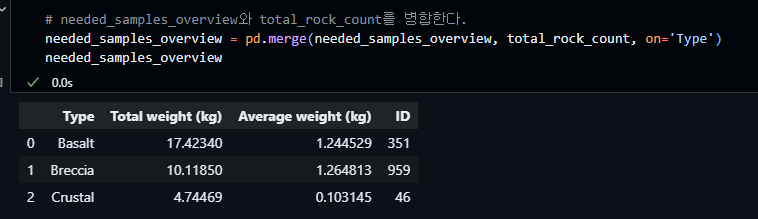 # needed_samples_overview와 total_rock_count를 병합한다.
needed_samples_overview = pd.merge(needed_samples_overview, total_rock_count, on='Type')
needed_samples_overview
0.0s
Type Total weight (kg) Average weight (kg) ID
0 Basalt 17.42340 1.244529 351
1 Breccia 10.11850 1.264813 959
2 Crustal 4.74469 0.103145 46